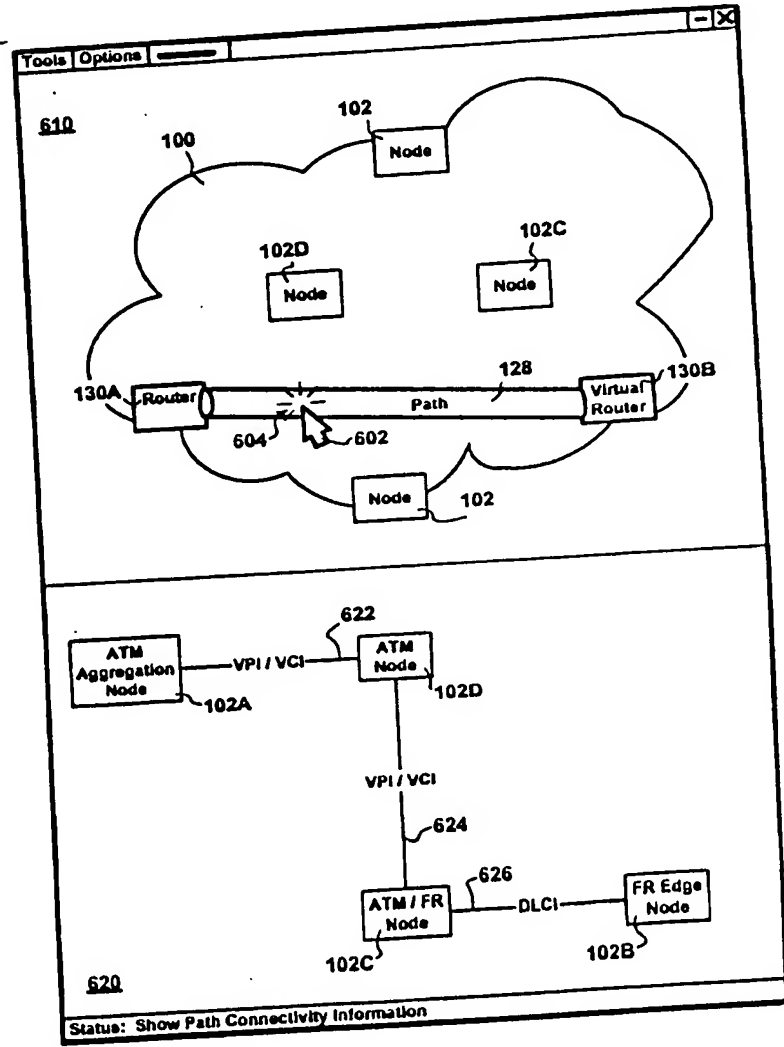 Tools Options
610
102
Node
100
102D
Node
102C
Node
130A
Router
128
Path
Virtual
Router
130B
604
602
Node
102
622
ATM
Aggregation
Node
102A
VPI / VCI
ATM
Node
102D
VPI / VCI
624
ATM / FR
Node
102C
626
DLCI
FR Edge
Node
102B
620
Status: Show Path Connectivity Information